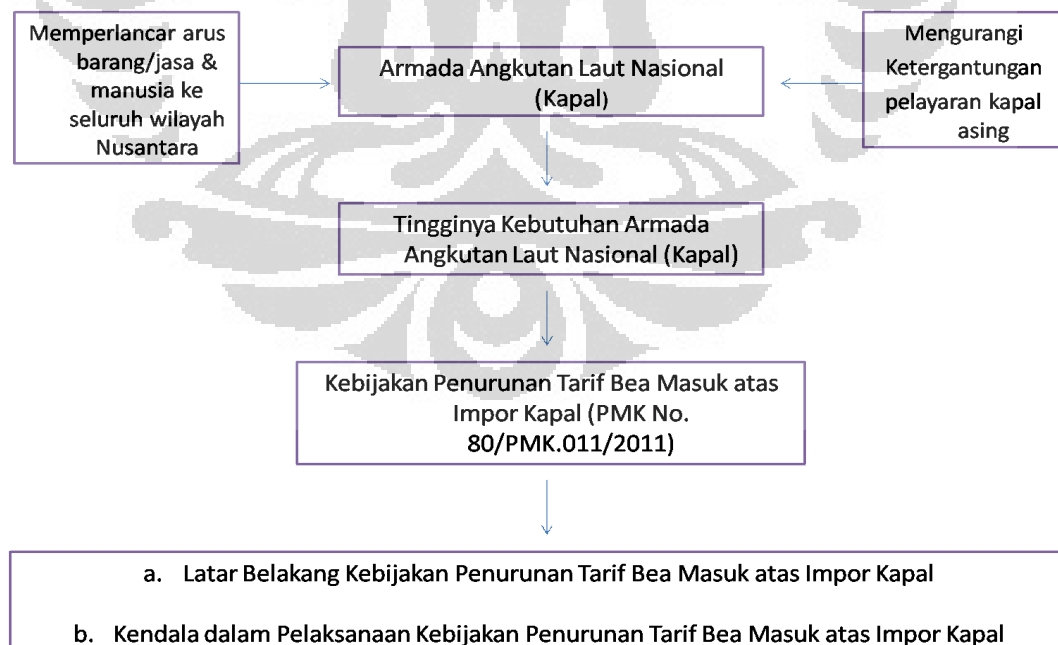 Memperlancar arus
barang/jasa &
manusia ke
seluruh wilayah
Nusantara
Armada Angkutan Laut Nasional
(Kapal)
Mengurangi
Ketergantungan
pelayaran kapal
asing
Tingginya Kebutuhan Armada
Angkutan Laut Nasional (Kapal)
Kebijakan Penurunan Tarif Bea Masuk atas
Impor Kapal (PMK No.
80/PMK.011/2011)
a. Latar Belakang Kebijakan Penurunan Tarif Bea Masuk atas Impor Kapal
b. Kendala dalam Pelaksanaan Kebijakan Penurunan Tarif Bea Masuk atas Impor Kapal